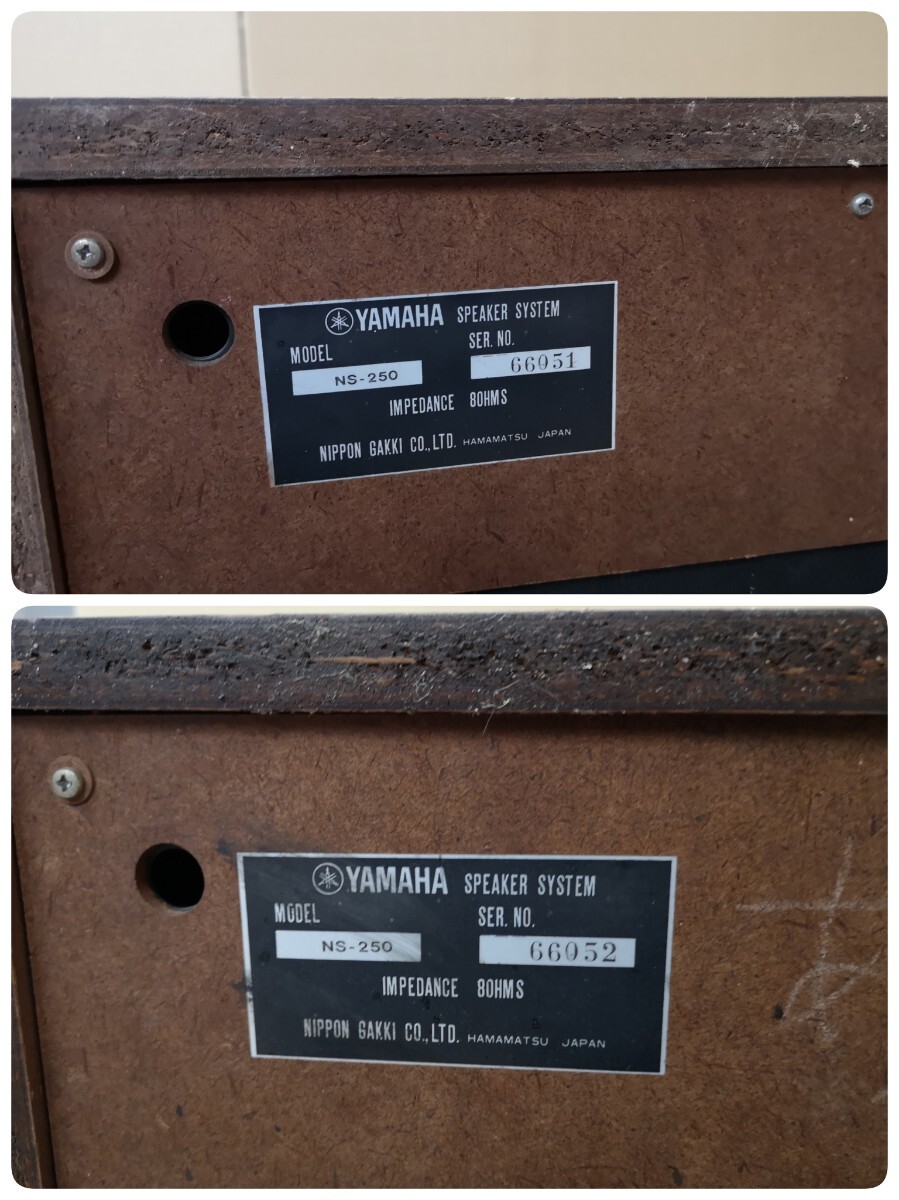 YAMAHA SPEAKER SYSTEM
MODEL SER. NO.
NS-250 66051
IMPEDANCE 8OHMS
NIPPON GAKKI CO.,LTD. HAMAMATSU JAPAN
YAMAHA SPEAKER SYSTEM
MODEL SER. NO.
NS-250 66052
IMPEDANCE 8OHMS
NIPPON GAKKI CO.,LTD. HAMAMATSU JAPAN